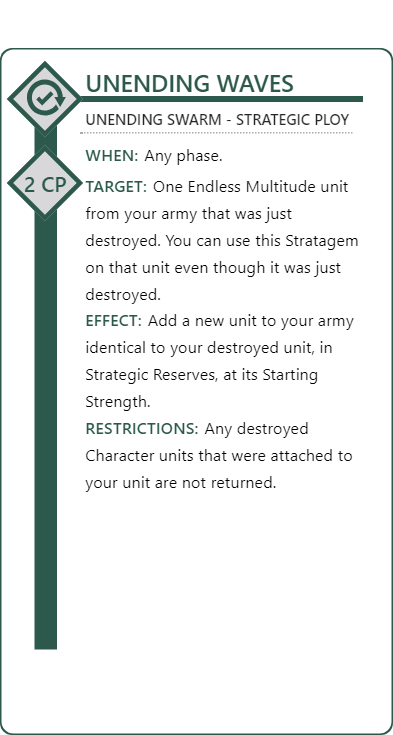 UNENDING WAVES
UNENDING SWARM - STRATEGIC PLOY
WHEN: Any phase.
2 CP
TARGET: One Endless Multitude unit
from your army that was just
destroyed. You can use this Stratagem
on that unit even though it was just
destroyed.
EFFECT: Add a new unit to your army
identical to your destroyed unit, in
Strategic Reserves, at its Starting
Strength.
RESTRICTIONS: Any destroyed
Character units that were attached to
your unit are not returned.